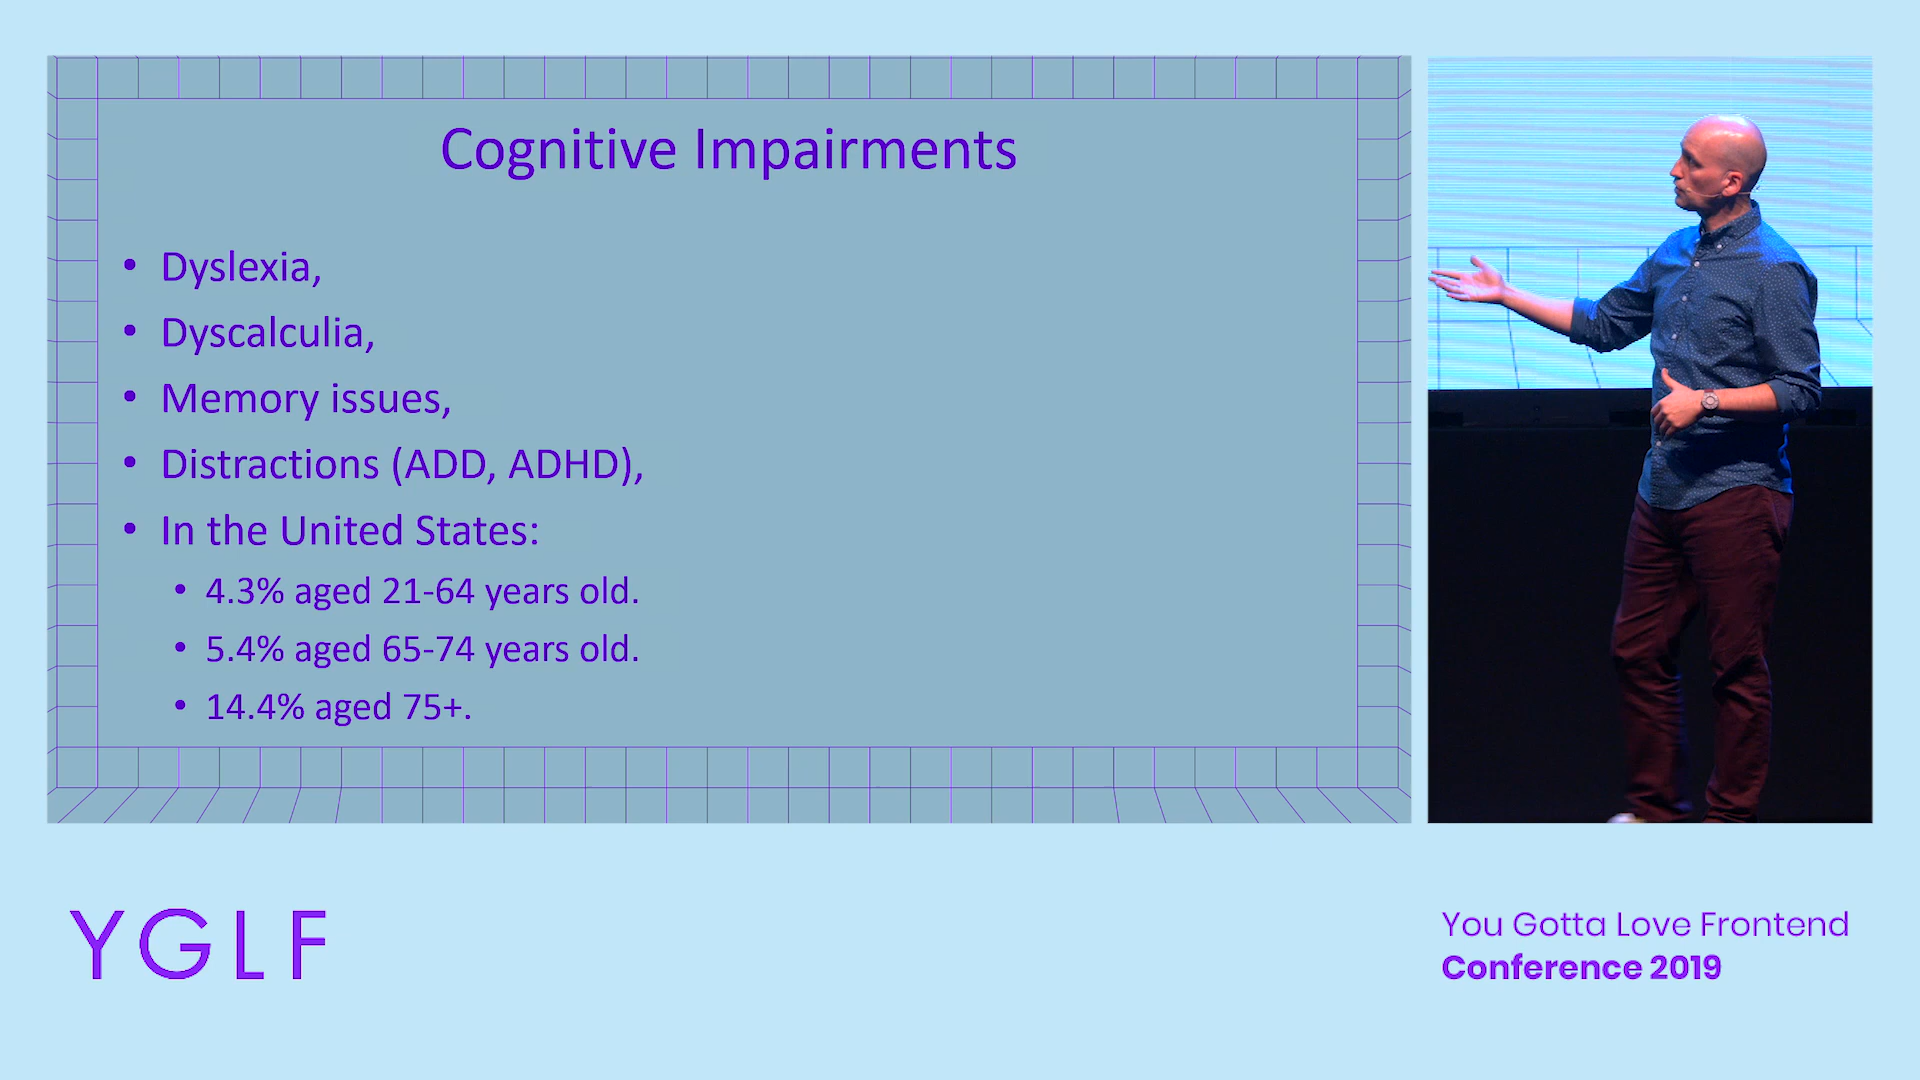 Cognitive Impairments
• Dyslexia,
• Dyscalculia,
• Memory issues,
• Distractions (ADD, ADHD),
• In the United States:
• 4.3% aged 21-64 years old.
• 5.4% aged 65-74 years old.
• 14.4% aged 75+.
YGLF
You Gotta Love Frontend
Conference 2019